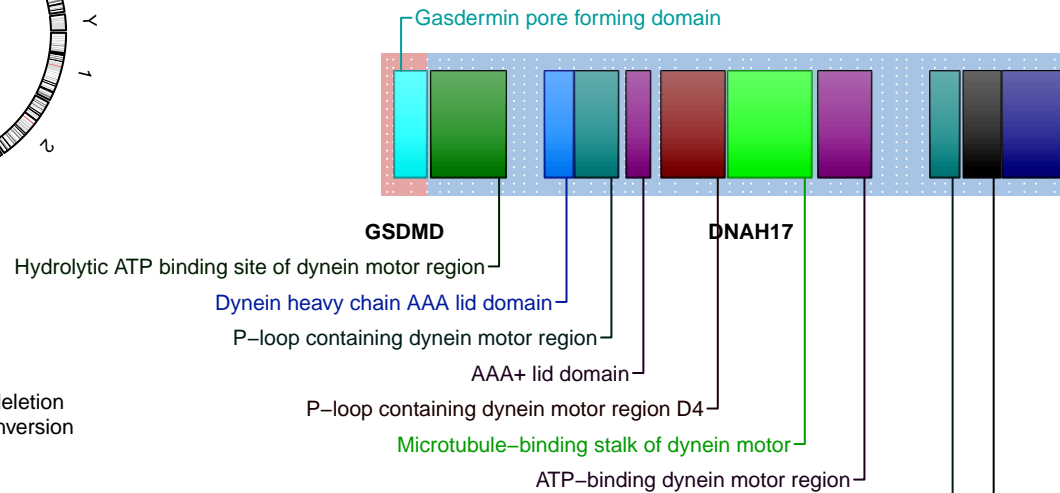 Gasdermin pore forming domain
Y
1
2
GSDMD
DNAH17
Hydrolytic ATP binding site of dynein motor region
Dynein heavy chain AAA lid domain
P−loop containing dynein motor region
AAA+ lid domain
P−loop containing dynein motor region D4
Microtubule−binding stalk of dynein motor
ATP−binding dynein motor region